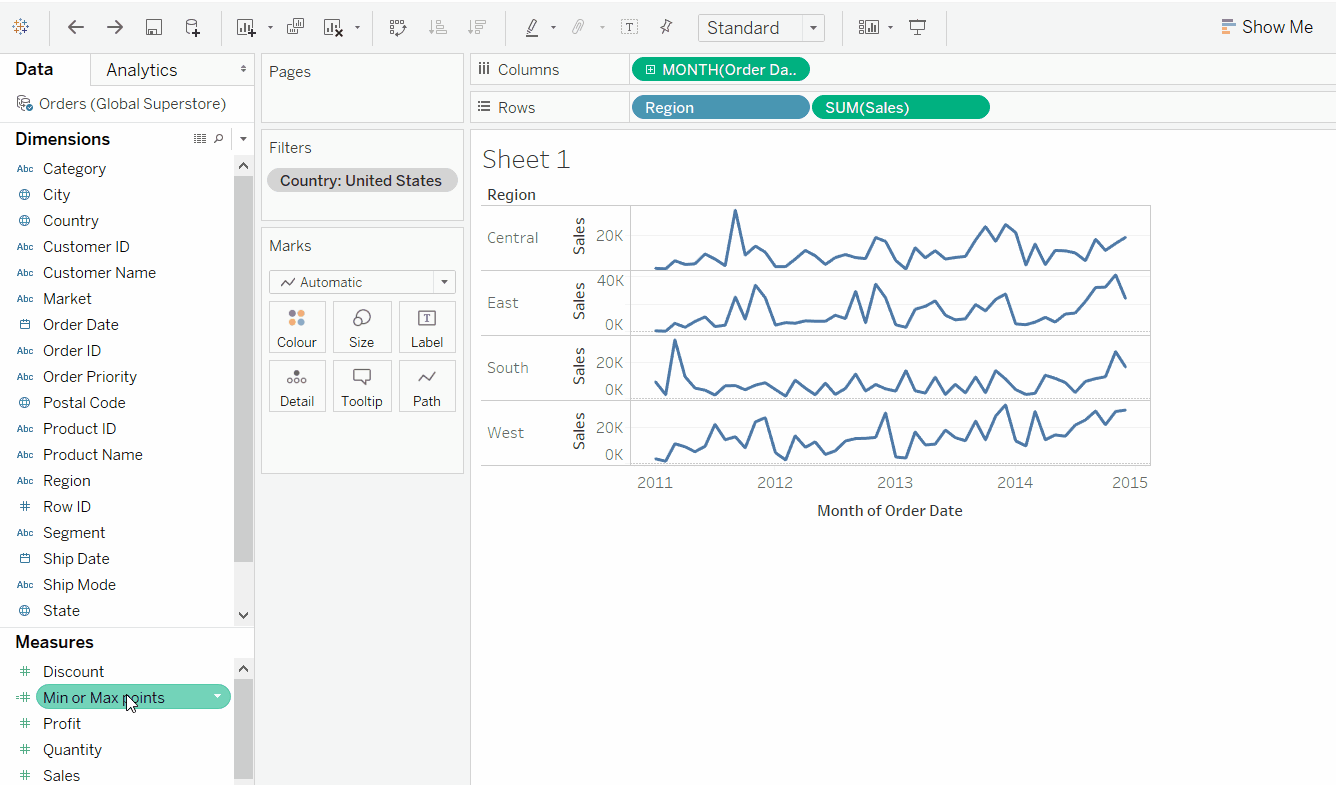 Standard
Show Me
Data
Analytics
Orders (Global Superstore)
Dimensions
Abc Category
City
Country
Abc Customer ID
Abc Customer Name
Abc Market
Order Date
Abc Order ID
Abc Order Priority
Postal Code
Abc Product ID
Abc Product Name
Abc Region
# Row ID
Abc Segment
Ship Date
Abc Ship Mode
State
Measures
# Discount
=# Min or Max points
# Profit
# Quantity
# Sales
Pages
Filters
Country: United States
Marks
Automatic
Colour
Size
T
Label
Detail
Tooltip
Path
Columns
MONTH(Order Da..
Rows
Region
SUM(Sales)
Sheet 1
Region
Central
Sales
20K
East
Sales
40K
0K
South
Sales
20K
0K
West
Sales
20K
0K
2011
2012
2013
2014
2015
Month of Order Date